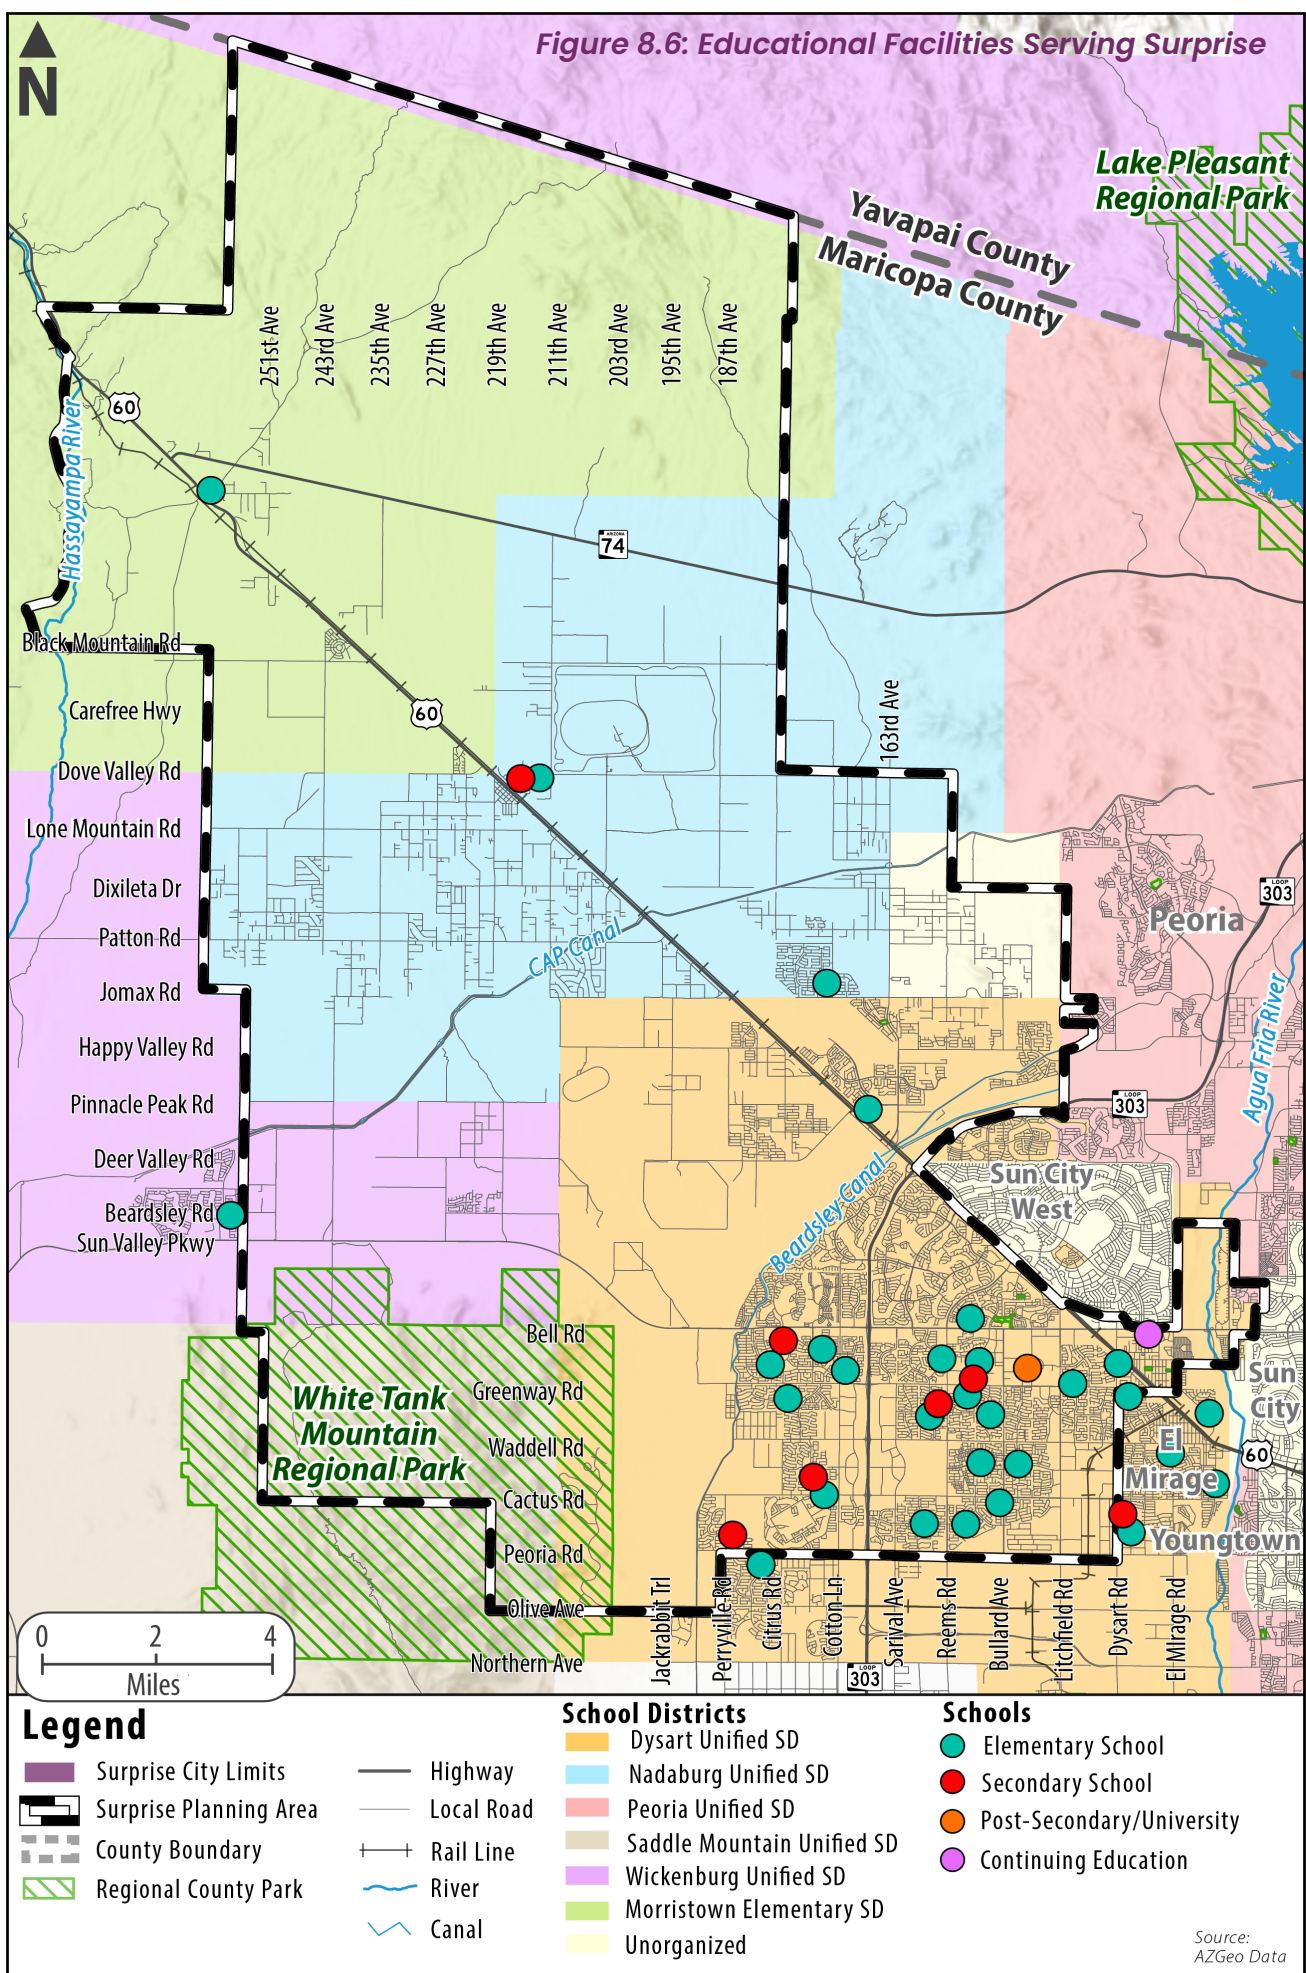 Figure 8.6: Educational Facilities Serving Surprise
N
Lake Pleasant
Regional Park
Yavapai County
Maricopa County
251st Ave
243rd Ave
235th Ave
227th Ave
219th Ave
211th Ave
203rd Ave
195th Ave
187th Ave
60
Hassayampa River
ARIZONA
74
Black Mountain Rd
Carefree Hwy
60
163rd Ave
Dove Valley Rd
Lone Mountain Rd
Dixileta Dr
LOOP
303
Peoria
Patton Rd
CAP Canal
Jomax Rd
Agua Fria River
Happy Valley Rd
Pinnacle Peak Rd
LOOP
303
Deer Valley Rd
Beardsley Canal
Sun City
West
Beardsley Rd
Sun Valley Pkwy
Bell Rd
Sun
City
Greenway Rd
White Tank
Mountain
Regional Park
Waddell Rd
El
Mirage
60
Cactus Rd
Youngtown
Peoria Rd
Olive Ave
Northern Ave
Jackrabbit Trl
Perryville Rd
Citrus Rd
Cotton Ln
Sarival Ave
Reems Rd
Bullard Ave
Litchfield Rd
Dysart Rd
El Mirage Rd
LOOP
303
0 2 4
Miles
Legend
Surprise City Limits
Surprise Planning Area
County Boundary
Regional County Park
Highway
Local Road
Rail Line
River
Canal
School Districts
Dysart Unified SD
Nadaburg Unified SD
Peoria Unified SD
Saddle Mountain Unified SD
Wickenburg Unified SD
Morristown Elementary SD
Unorganized
Schools
Elementary School
Secondary School
Post-Secondary/University
Continuing Education
Source:
AZGeo Data